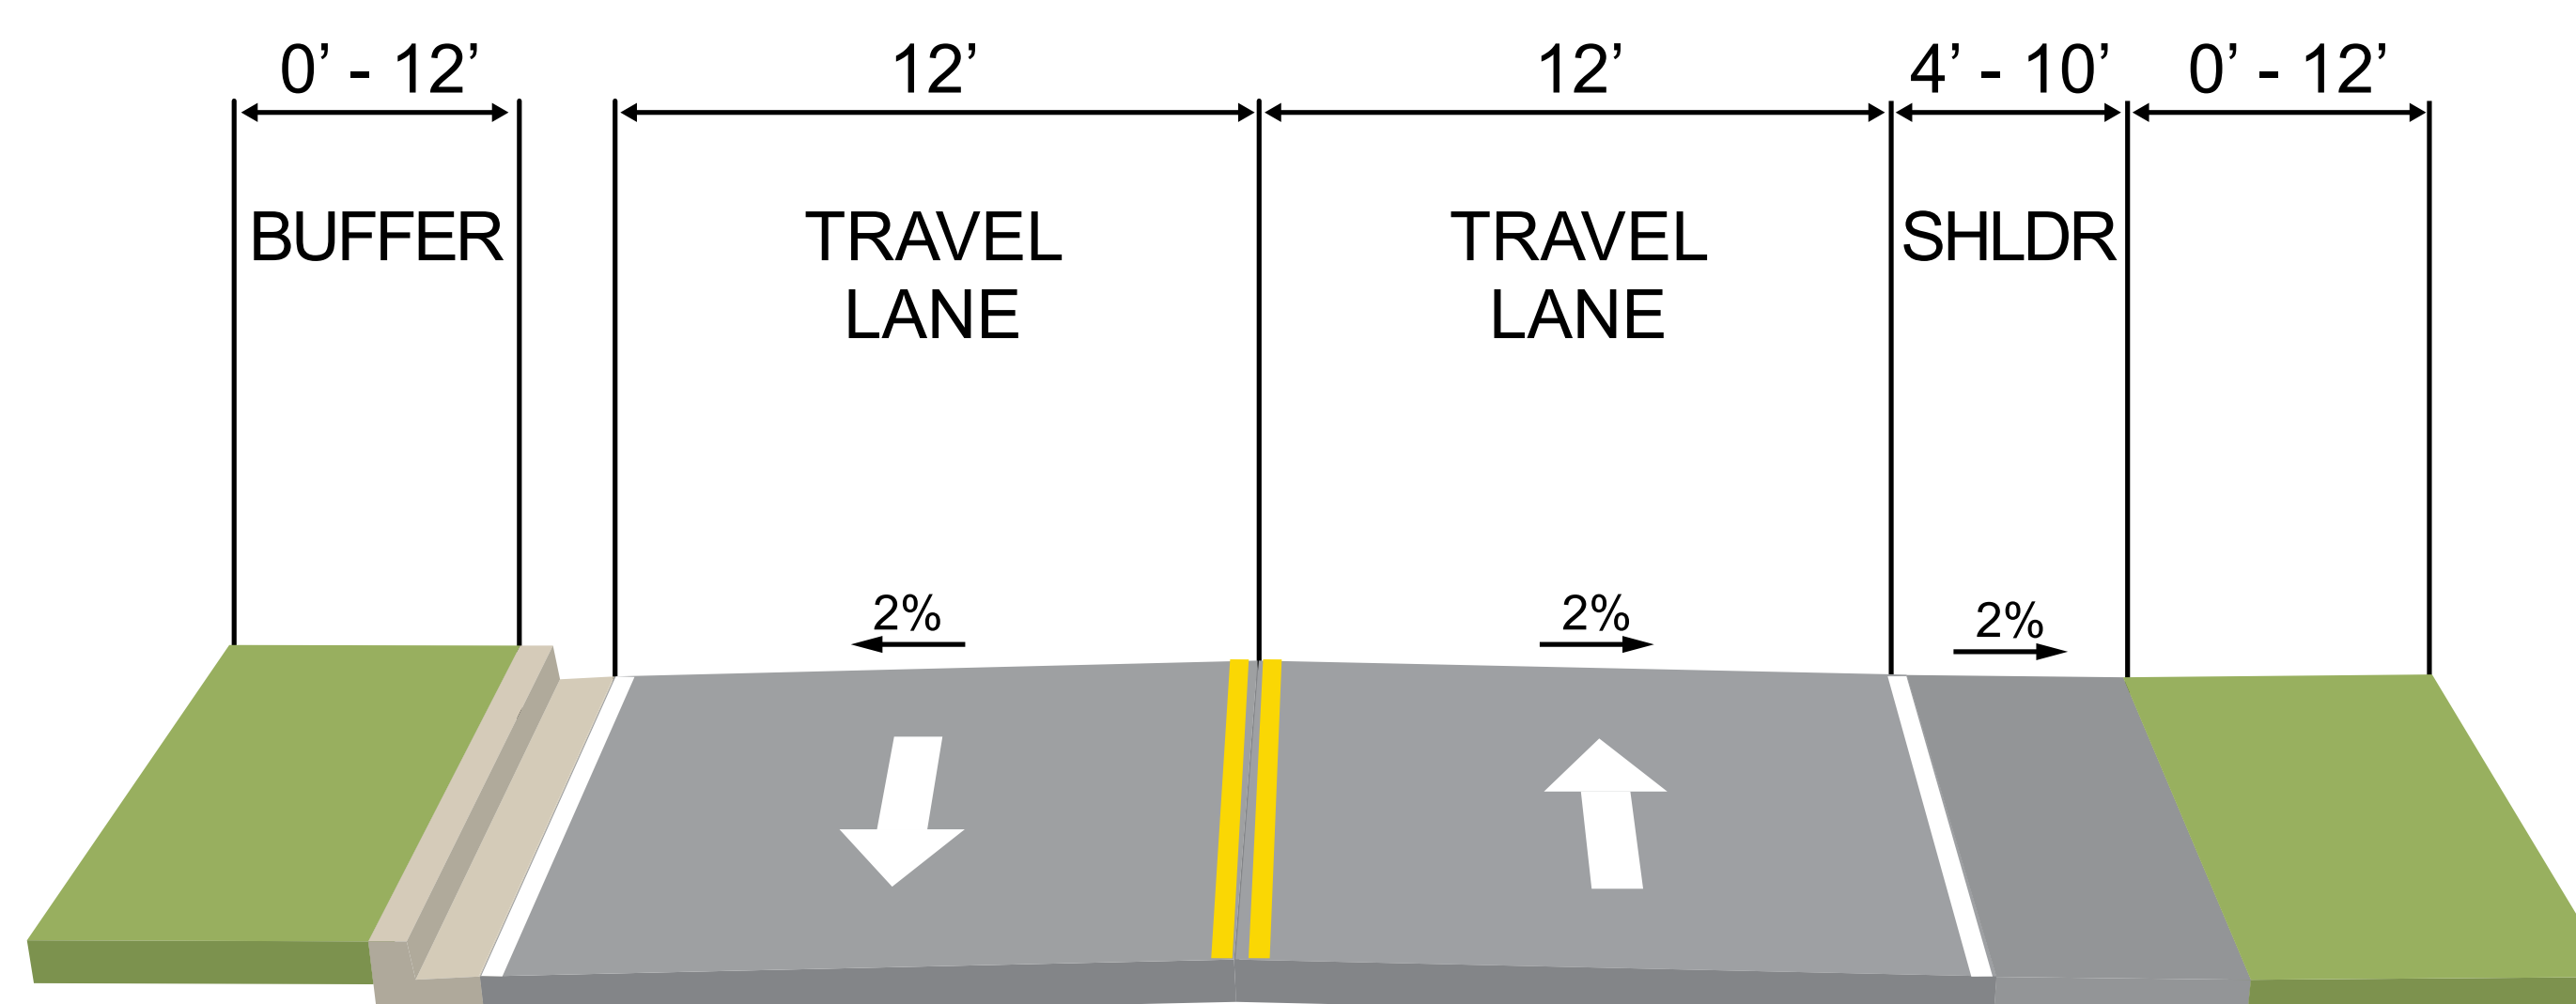 0’ - 12’ 12’ 12’ 4’ - 10’ 0’ - 12’
BUFFER TRAVEL TRAVEL SHLDR
LANE LANE
2% 2% 2%